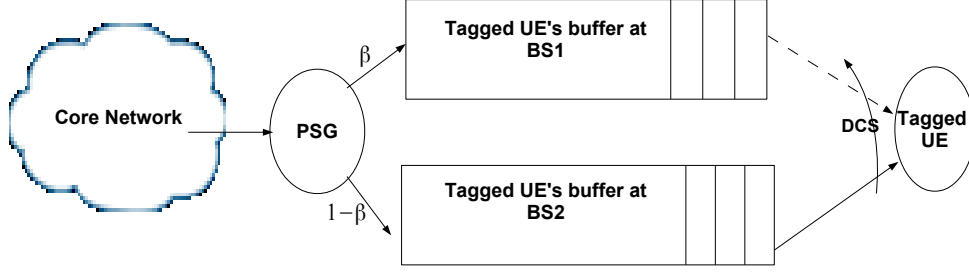 Tagged UE's buffer at
BS1
β
Core Network
PSG
DCS
Tagged
UE
Tagged UE's buffer at
BS2
1−β